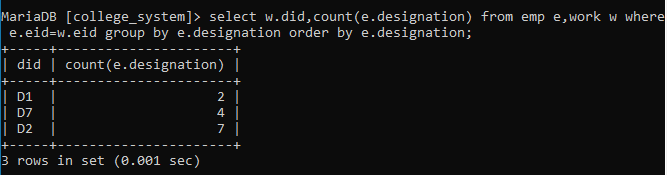 MariaDB [college_system]> select w.did,count(e.designation) from emp e,work w where
 e.eid=w.eid group by e.designation order by e.designation;
+-----+----------------------+
| did | count(e.designation) |
+-----+----------------------+
| D1  |                    2 |
| D7  |                    4 |
| D2  |                    7 |
+-----+----------------------+
3 rows in set (0.001 sec)